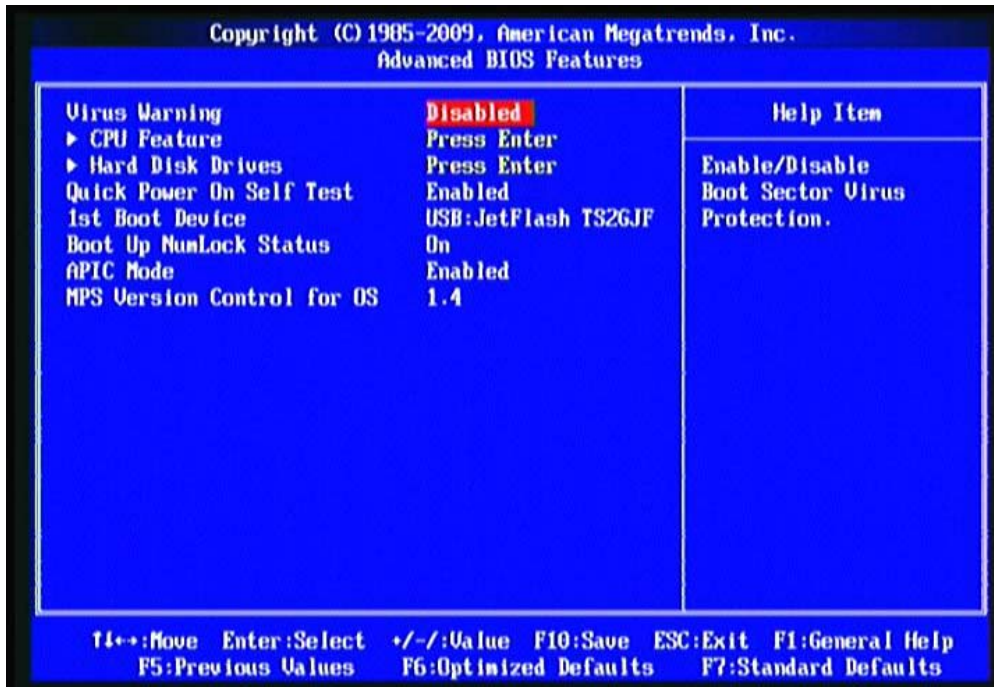 Copyright (C) 1985-2009, American Megatrends, Inc.
Advanced BIOS Features
Virus Warning Disabled
▶ CPU Feature Press Enter
▶ Hard Disk Drives Press Enter
Quick Power On Self Test Enabled
1st Boot Device USB:JetFlash TS2GJF
Boot Up NumLock Status On
APIC Mode Enabled
MPS Version Control for OS 1.4
Help Item
Enable/Disable
Boot Sector Virus
Protection.
↑↓←→:Move Enter:Select +/-/:Value F10:Save ESC:Exit F1:General Help
F5:Previous Values F6:Optimized Defaults F7:Standard Defaults